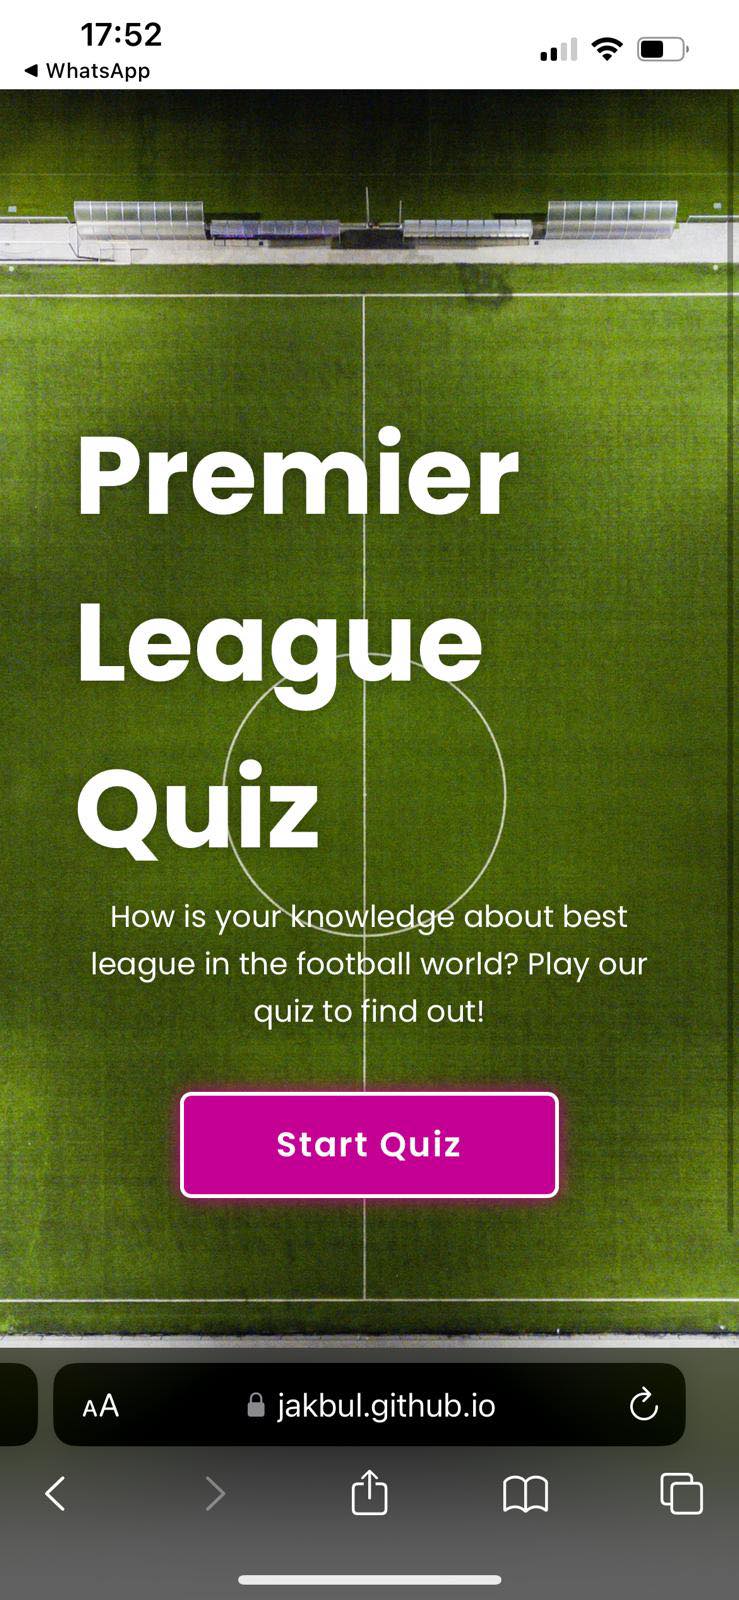 17:52
◀ WhatsApp
Premier
League
Quiz
How is your knowledge about best
league in the football world? Play our
quiz to find out!
Start Quiz
AA
jakbul.github.io